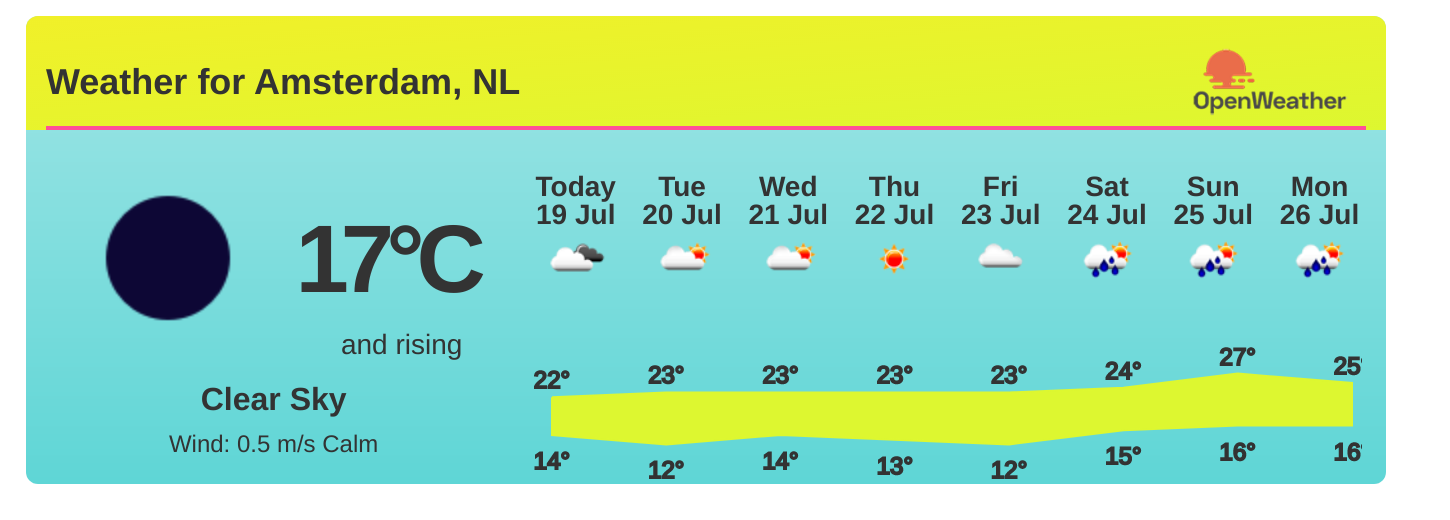 Weather for Amsterdam, NL
OpenWeather
17°C
and rising
Clear Sky
Wind: 0.5 m/s Calm
Today Tue Wed Thu Fri Sat Sun Mon
19 Jul 20 Jul 21 Jul 22 Jul 23 Jul 24 Jul 25 Jul 26 Jul
22° 23° 23° 23° 23° 24° 27° 25°
14° 12° 14° 13° 12° 15° 16° 16